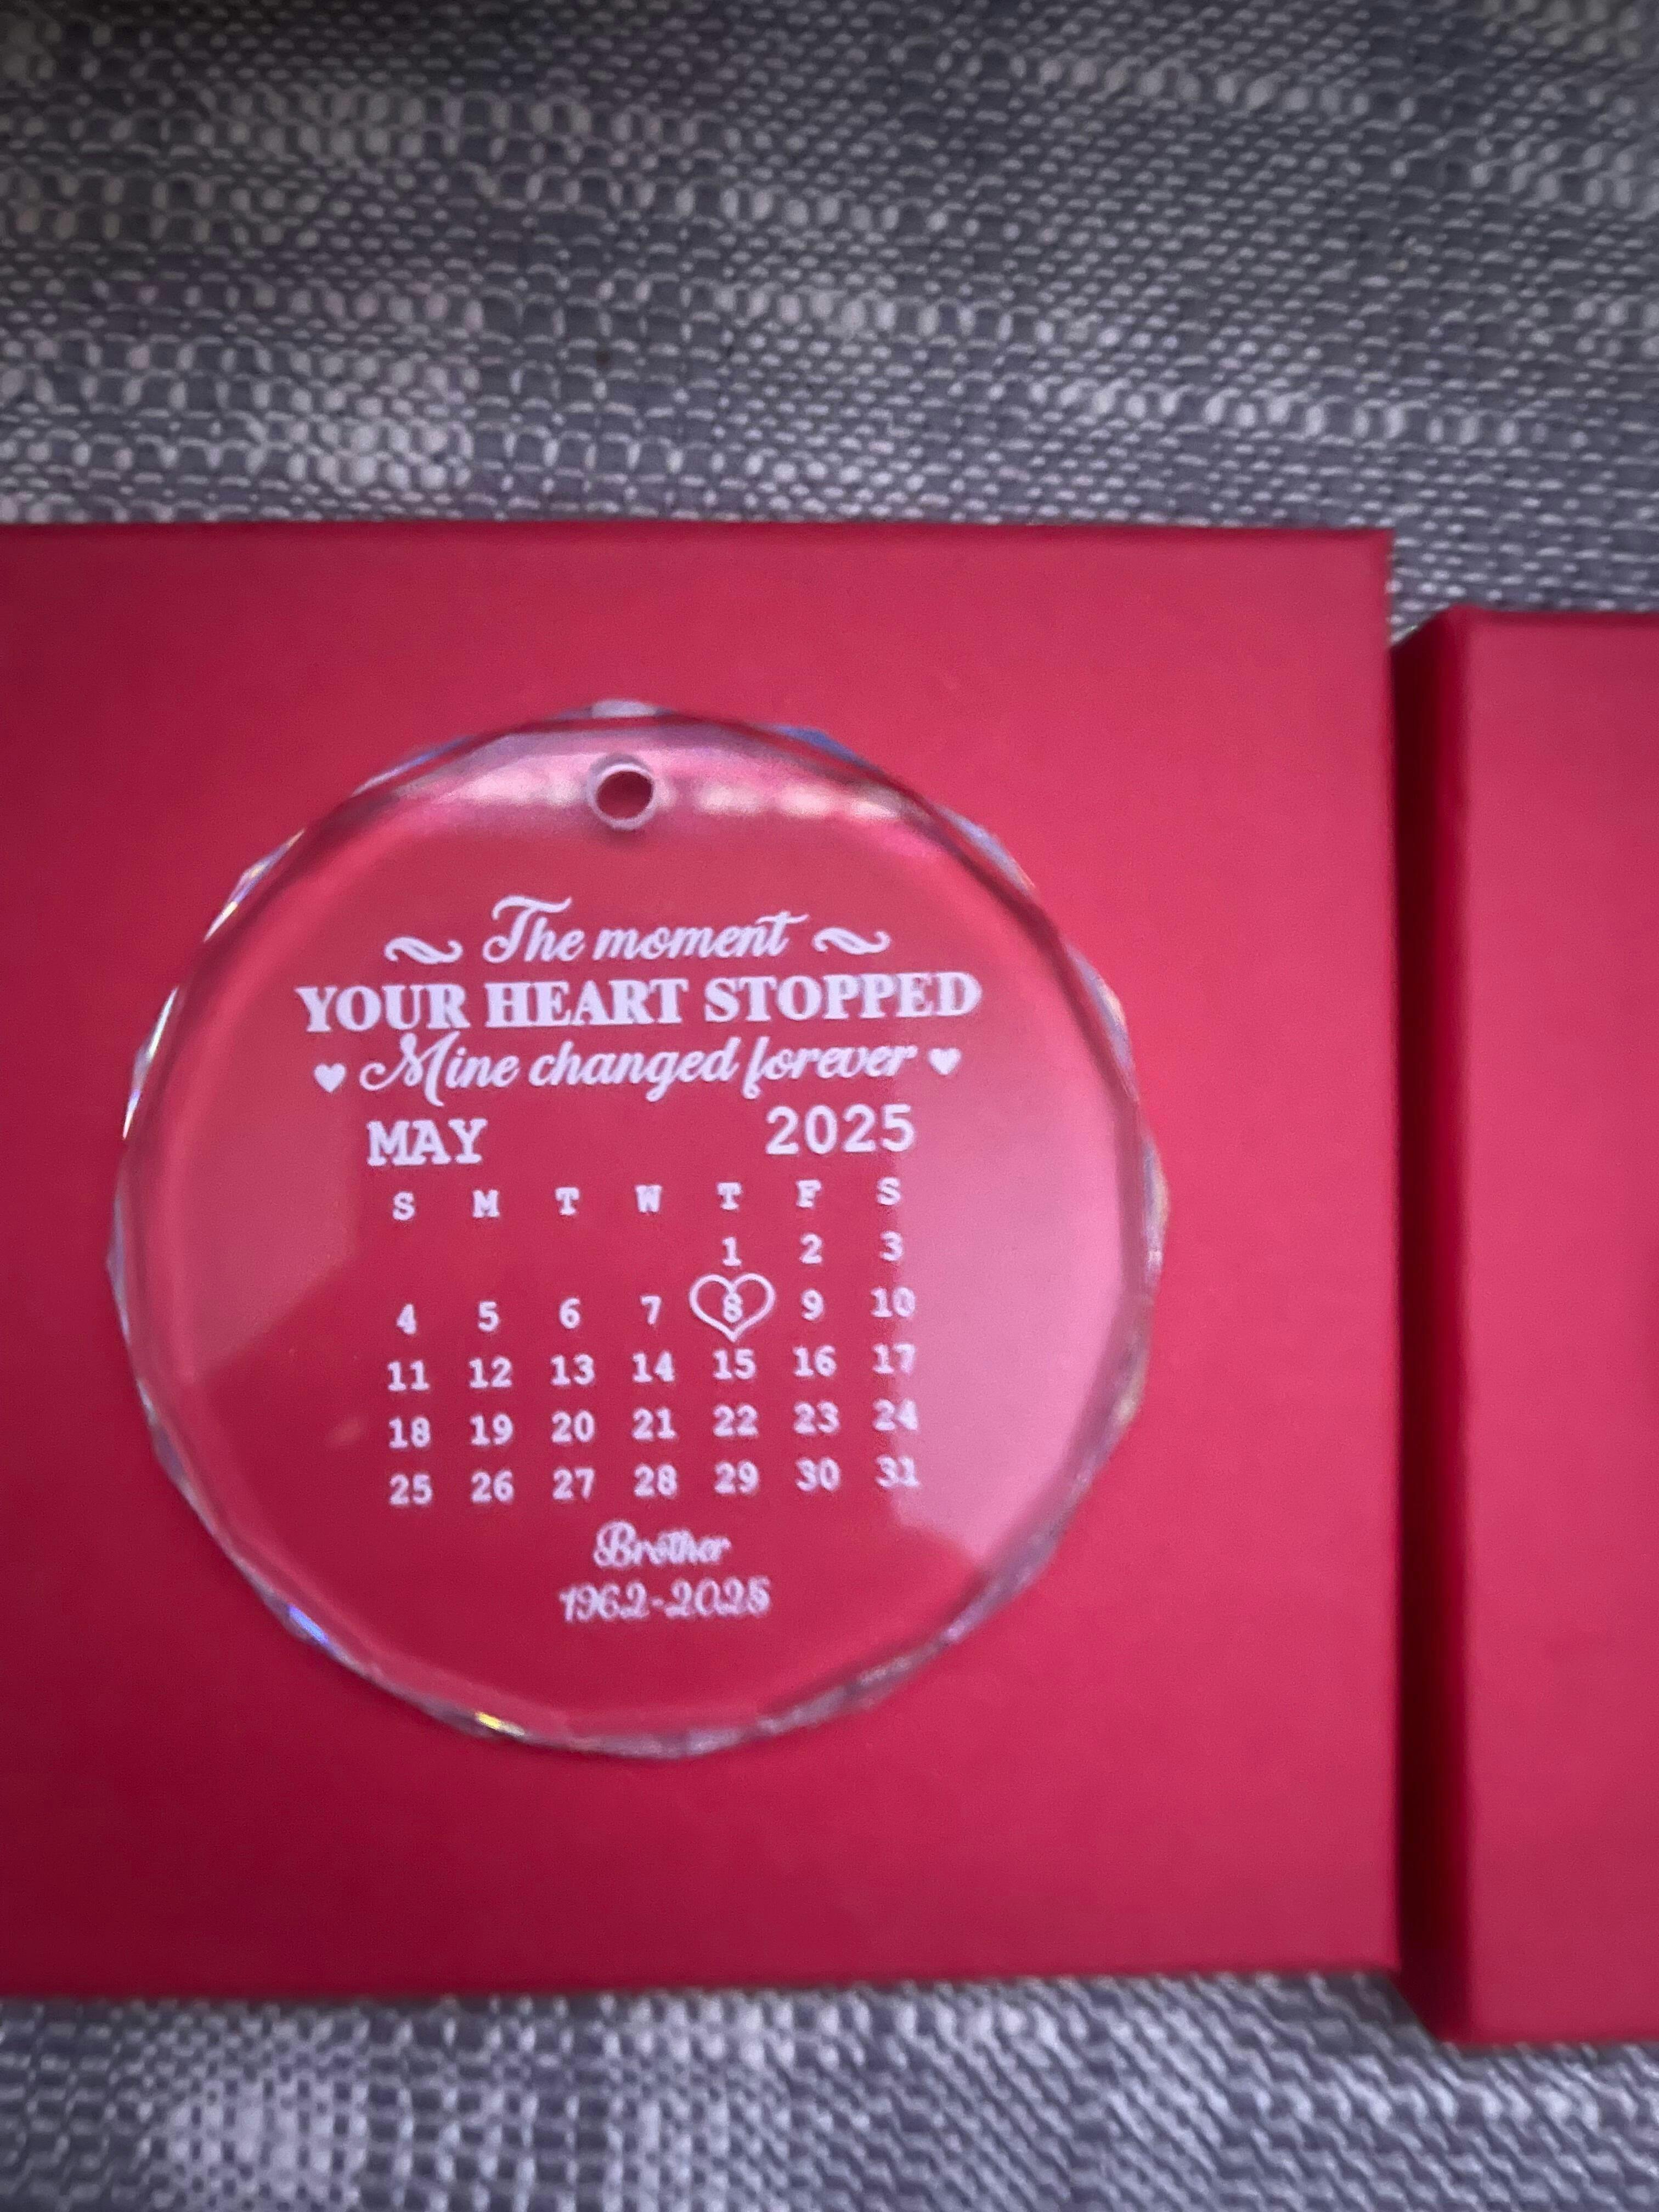 The moment
YOUR HEART STOPPED
Mine changed forever
MAY 2025
S M T W T F S
1 2 3
4 5 6 7 8 9 10
11 12 13 14 15 16 17
18 19 20 21 22 23 24
25 26 27 28 29 30 31
Brother
1962-2025